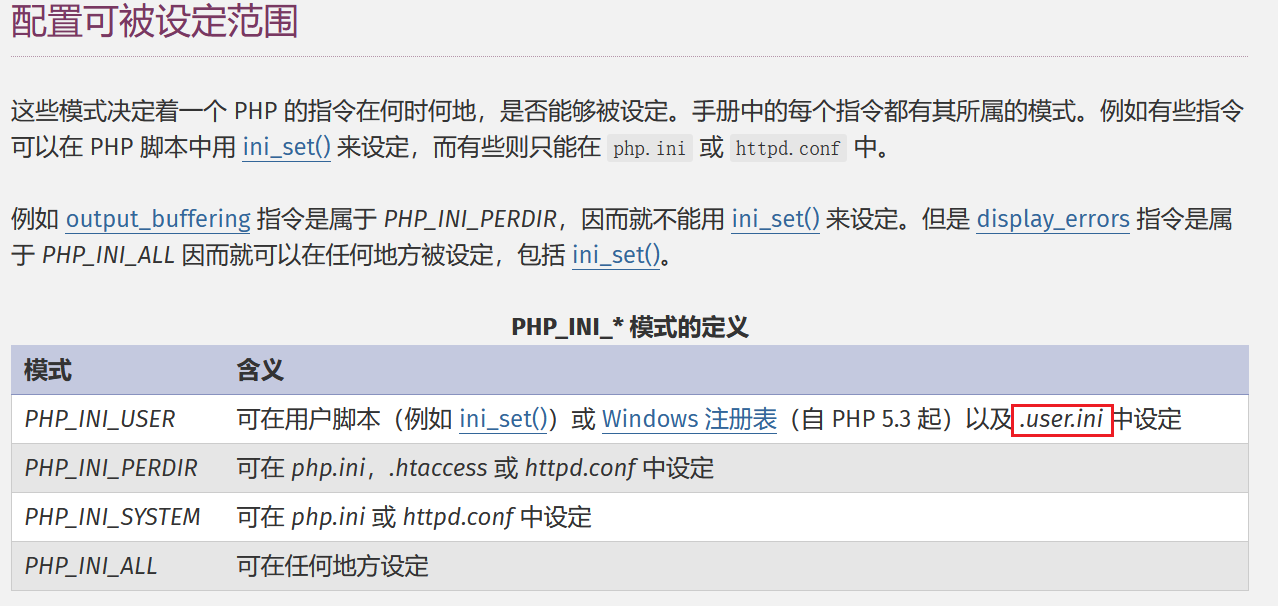 配置可被设定范围
这些模式决定着一个 PHP 的指令在何时何地，是否能够被设定。手册中的每个指令都有其所属的模式。例如有些指令
可以在 PHP 脚本中用 ini_set() 来设定，而有些则只能在 php.ini 或 httpd.conf 中。
例如 output_buffering 指令是属于 PHP_INI_PERDIR，因而就不能用 ini_set() 来设定。但是 display_errors 指令是属
于 PHP_INI_ALL 因而就可以在任何地方被设定，包括 ini_set()。
PHP_INI_* 模式的定义
模式 含义
PHP_INI_USER 可在用户脚本（例如 ini_set()）或 Windows 注册表（自 PHP 5.3 起）以及 .user.ini 中设定
PHP_INI_PERDIR 可在 php.ini，.htaccess 或 httpd.conf 中设定
PHP_INI_SYSTEM 可在 php.ini 或 httpd.conf 中设定
PHP_INI_ALL 可在任何地方设定